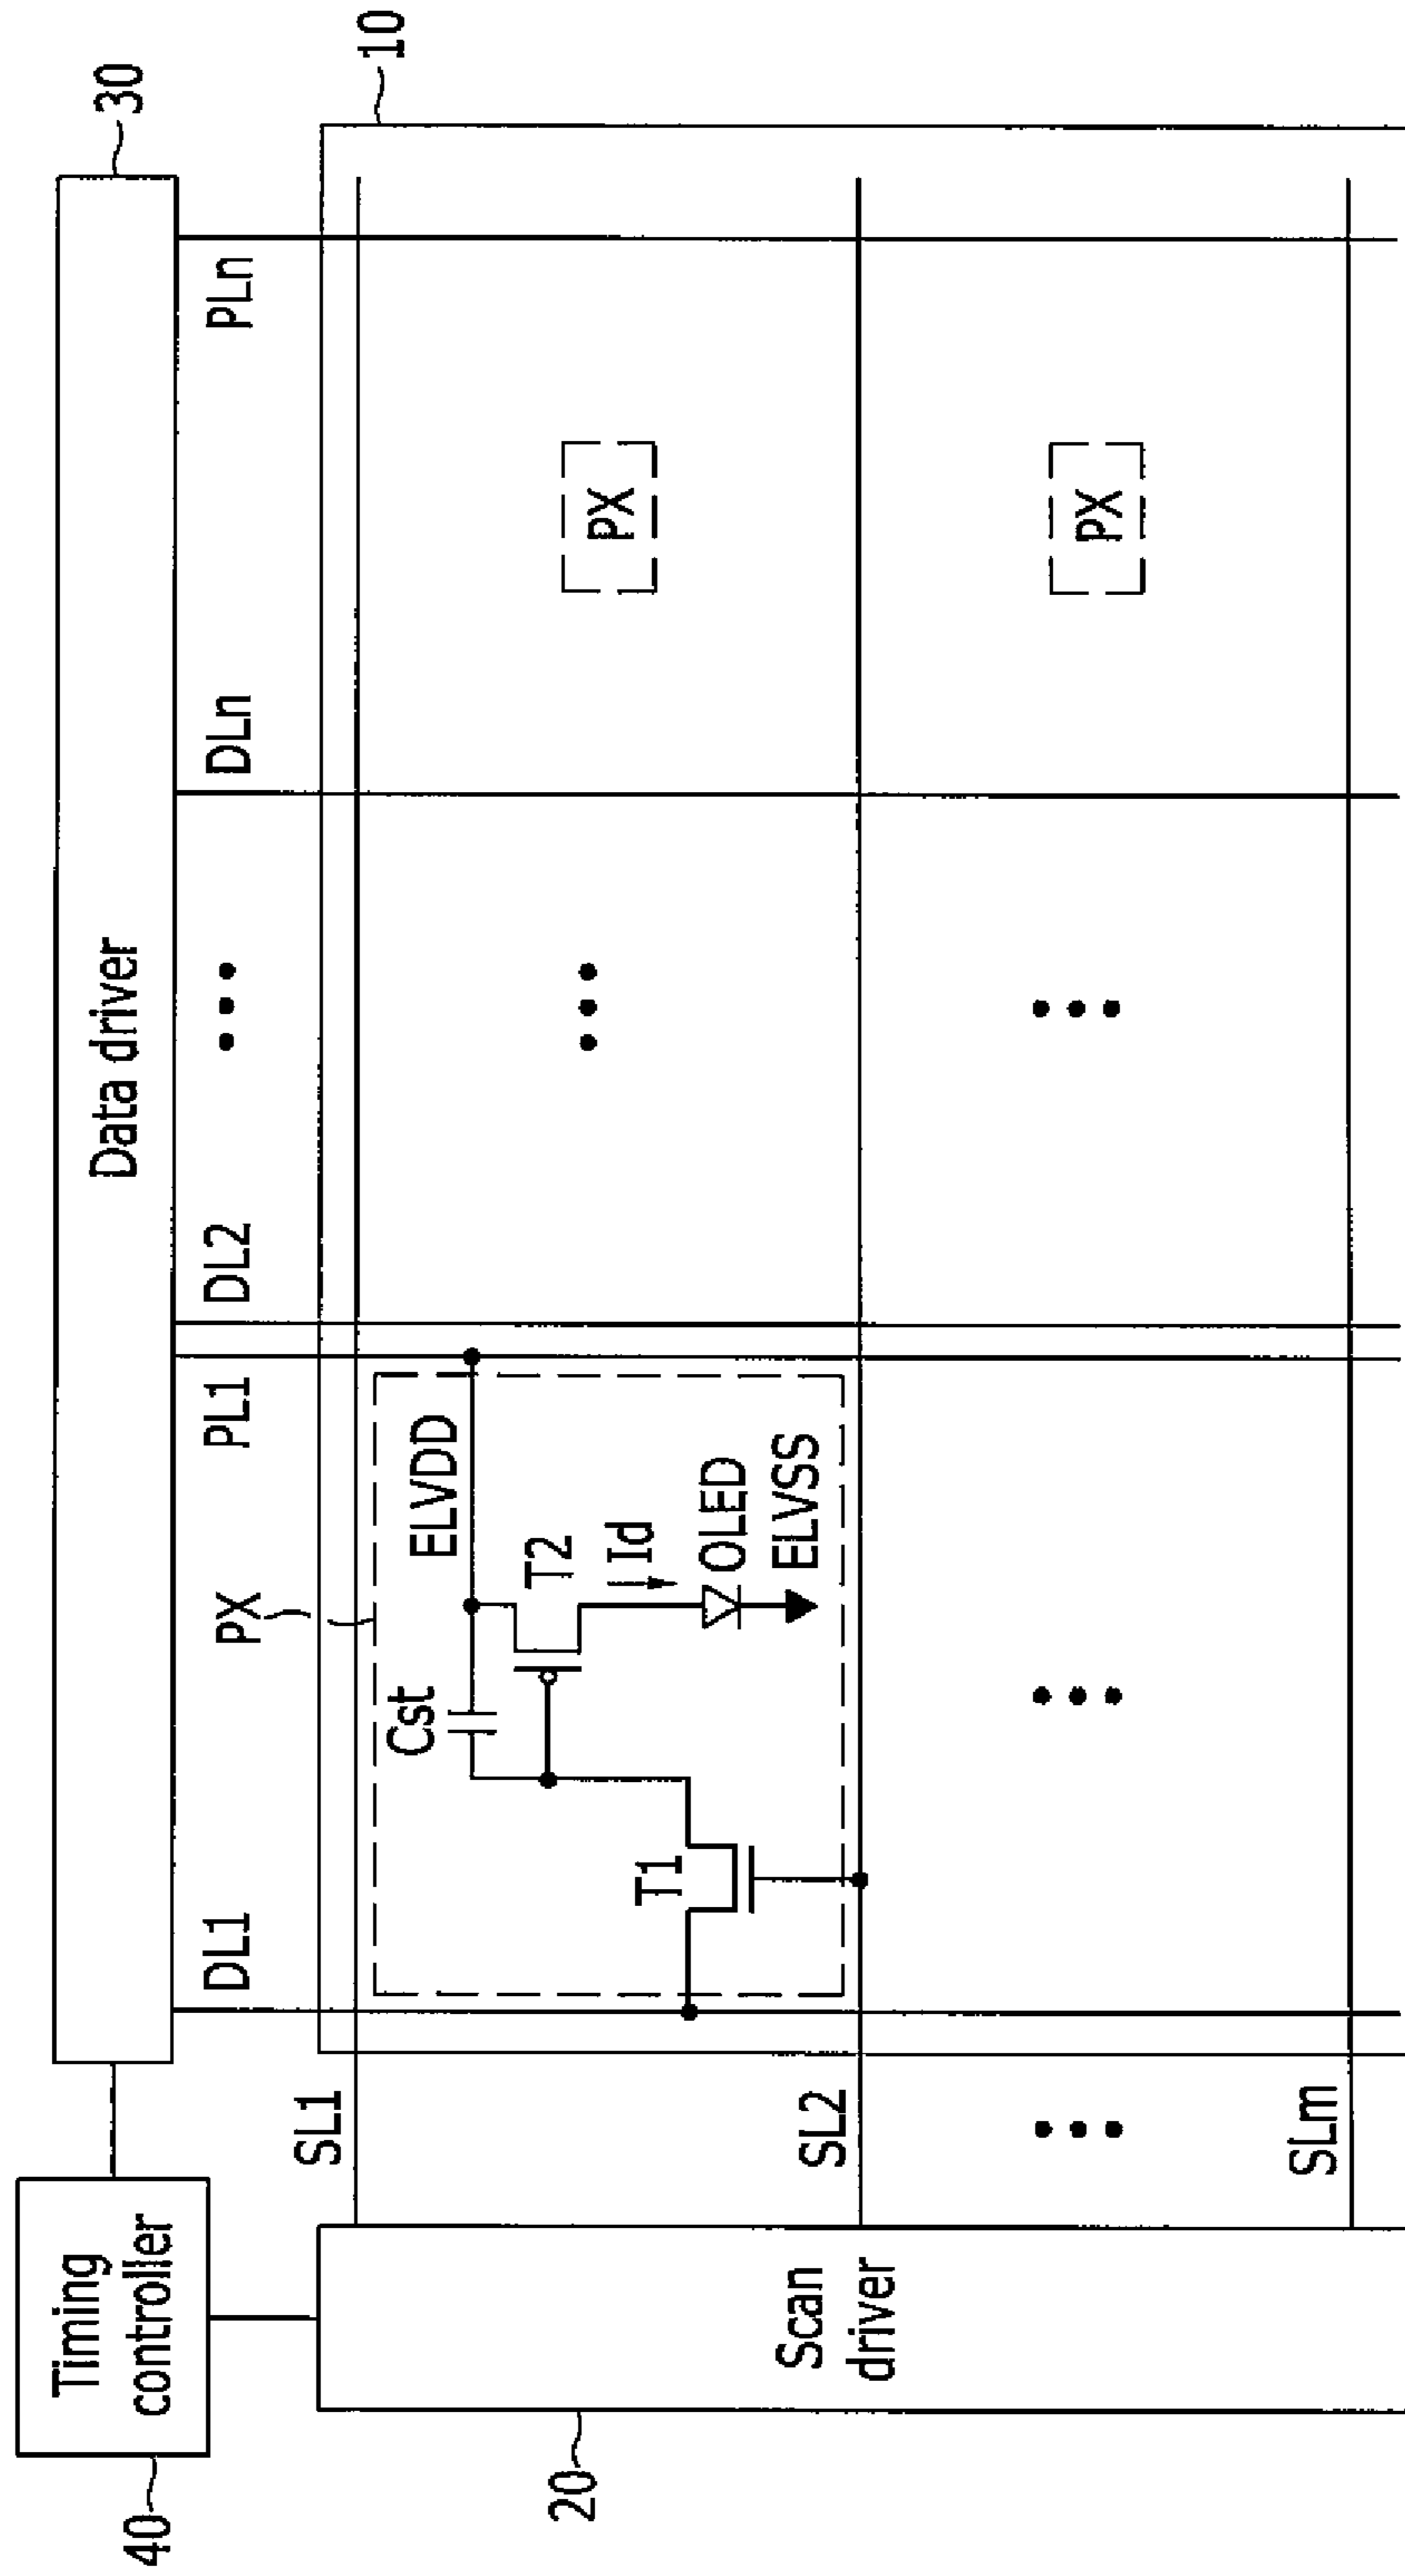 30
10
40
Timing
controller
Data driver
DL1
PX
PL1
DL2
DLn
PLn
SL1
Cst
ELVDD
T2
Id
T1
OLED
ELVSS
PX
SL2
20
Scan
driver
PX
SLm